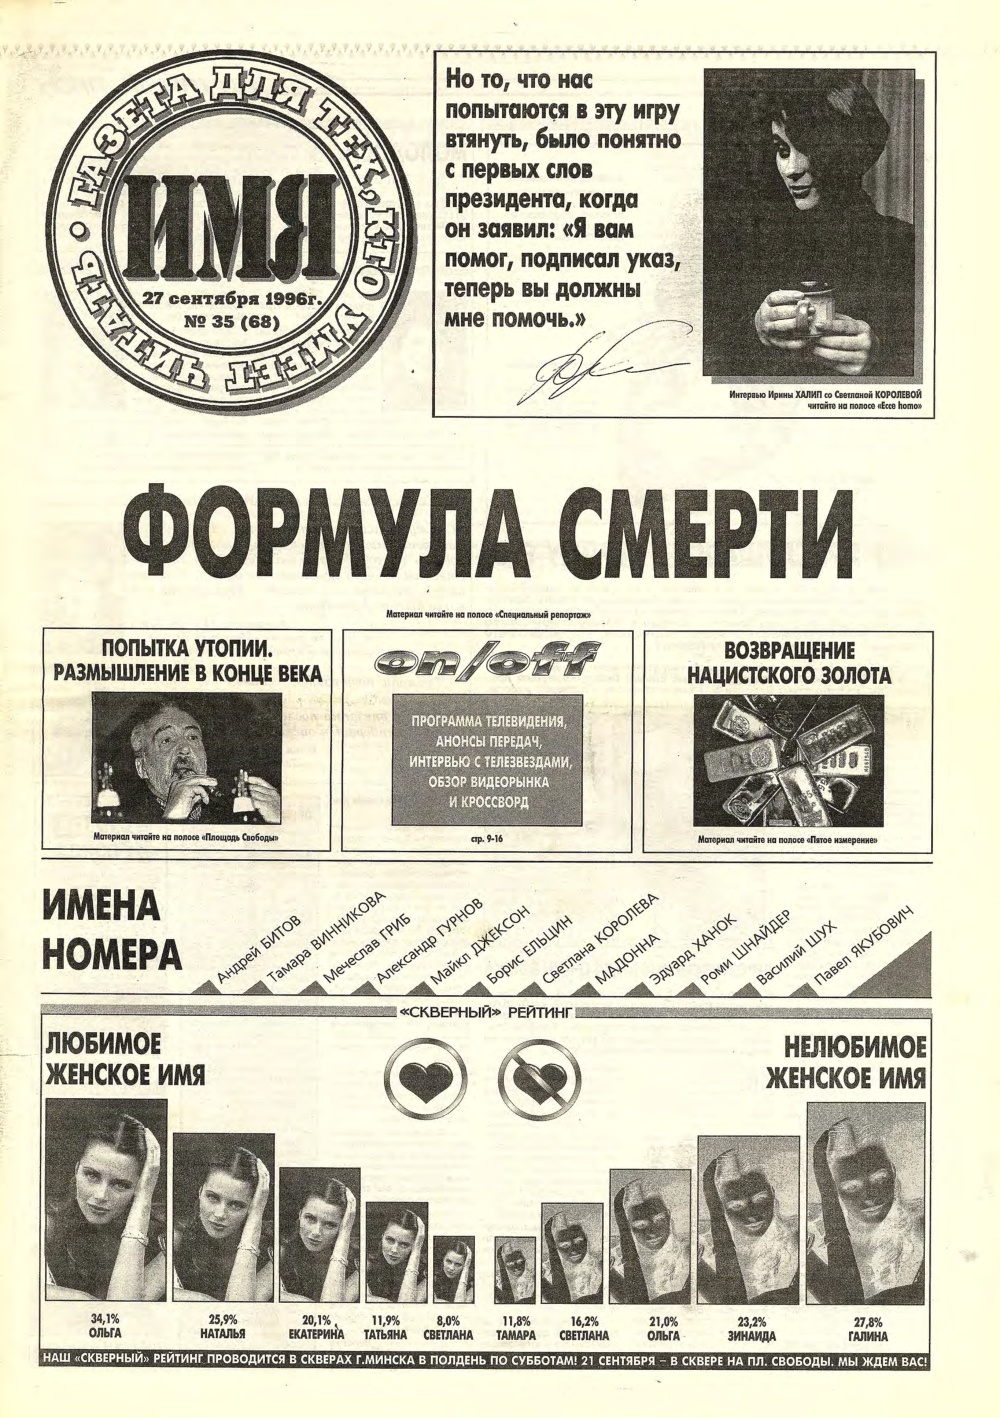 ГАЗЕТА ДЛЯ ТЕХ, КТО УМЕЕТ ЧИТАТЬ •
ИМЯ
27 сентября 1996г.
№ 35 (68)
Но то, что нас
попытаются в эту игру
втянуть, было понятно
с первых слов
президента, когда
он заявил: «Я вам
помог, подписал указ,
теперь вы должны
мне помочь.»
Интервью Ирины ХАЛИП со Светланой КОРОЛЕВОЙ
читайте на полосе «Ecce homo»
ФОРМУЛА СМЕРТИ
Материал читайте на полосе «Специальный репортаж»
ПОПЫТКА УТОПИИ.
РАЗМЫШЛЕНИЕ В КОНЦЕ ВЕКА
Материал читайте на полосе «Площадь Свободы»
on/off
ПРОГРАММА ТЕЛЕВИДЕНИЯ,
АНОНСЫ ПЕРЕДАЧ,
ИНТЕРВЬЮ С ТЕЛЕЗВЕЗДАМИ,
ОБЗОР ВИДЕОРЫНКА
И КРОССВОРД
стр. 9-16
ВОЗВРАЩЕНИЕ
НАЦИСТСКОГО ЗОЛОТА
Материал читайте на полосе «Пятое измерение»
ИМЕНА
НОМЕРА
Андрей БИТОВ
Тамара ВИННИКОВА
Мечеслав ГРИБ
Александр ГУРНОВ
Майкл ДЖЕКСОН
Борис ЕЛЬЦИН
Светлана КОРОЛЕВА
МАДОННА
Эдуард ХАНОК
Роми ШНАЙДЕР
Василий ШУХ
Павел ЯКУБОВИЧ
«СКВЕРНЫЙ» РЕЙТИНГ
ЛЮБИМОЕ
ЖЕНСКОЕ ИМЯ
НЕЛЮБИМОЕ
ЖЕНСКОЕ ИМЯ
34,1% 25,9% 20,1% 11,9% 8,0% 11,8% 16,2% 21,0% 23,2% 27,8%
ОЛЬГА НАТАЛЬЯ ЕКАТЕРИНА ТАТЬЯНА СВЕТЛАНА ТАМАРА СВЕТЛАНА ОЛЬГА ЗИНАИДА ГАЛИНА
НАШ «СКВЕРНЫЙ» РЕЙТИНГ ПРОВОДИТСЯ В СКВЕРАХ Г.МИНСКА В ПОЛДЕНЬ ПО СУББОТАМ! 21 СЕНТЯБРЯ – В СКВЕРЕ НА ПЛ. СВОБОДЫ. МЫ ЖДЕМ ВАС!